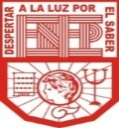 DESPERTAR
A LA LUZ POR
EL SABER
ENP